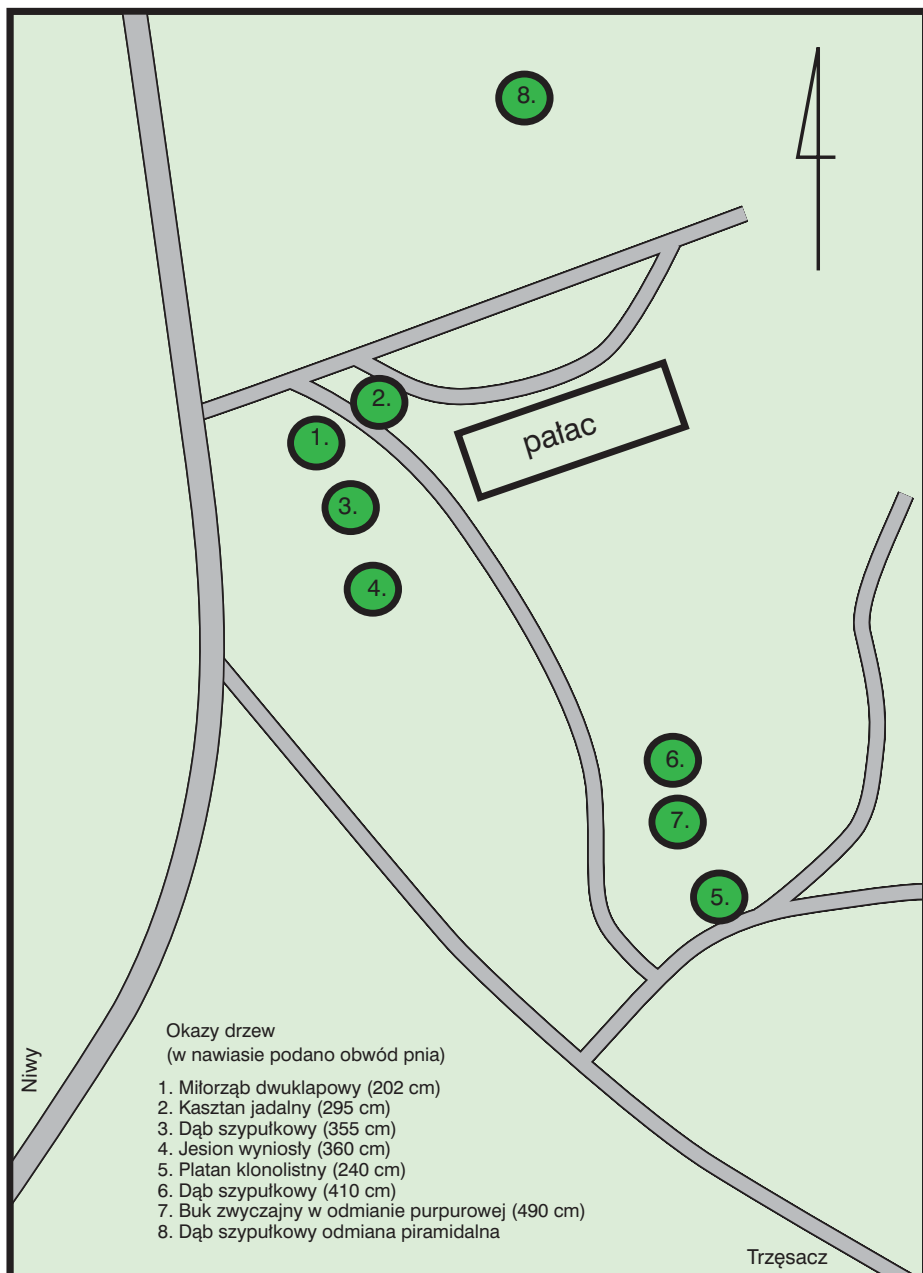 8.
2.
1.
pałac
3.
4.
6.
7.
5.
Okazy drzew
(w nawiasie podano obwód pnia)
Niwy
1. Miłorząb dwuklapowy (202 cm)
2. Kasztan jadalny (295 cm)
3. Dąb szypułkowy (355 cm)
4. Jesion wyniosły (360 cm)
5. Platan klonolistny (240 cm)
6. Dąb szypułkowy (410 cm)
7. Buk zwyczajny w odmianie purpurowej (490 cm)
8. Dąb szypułkowy odmiana piramidalna
Trzęsacz